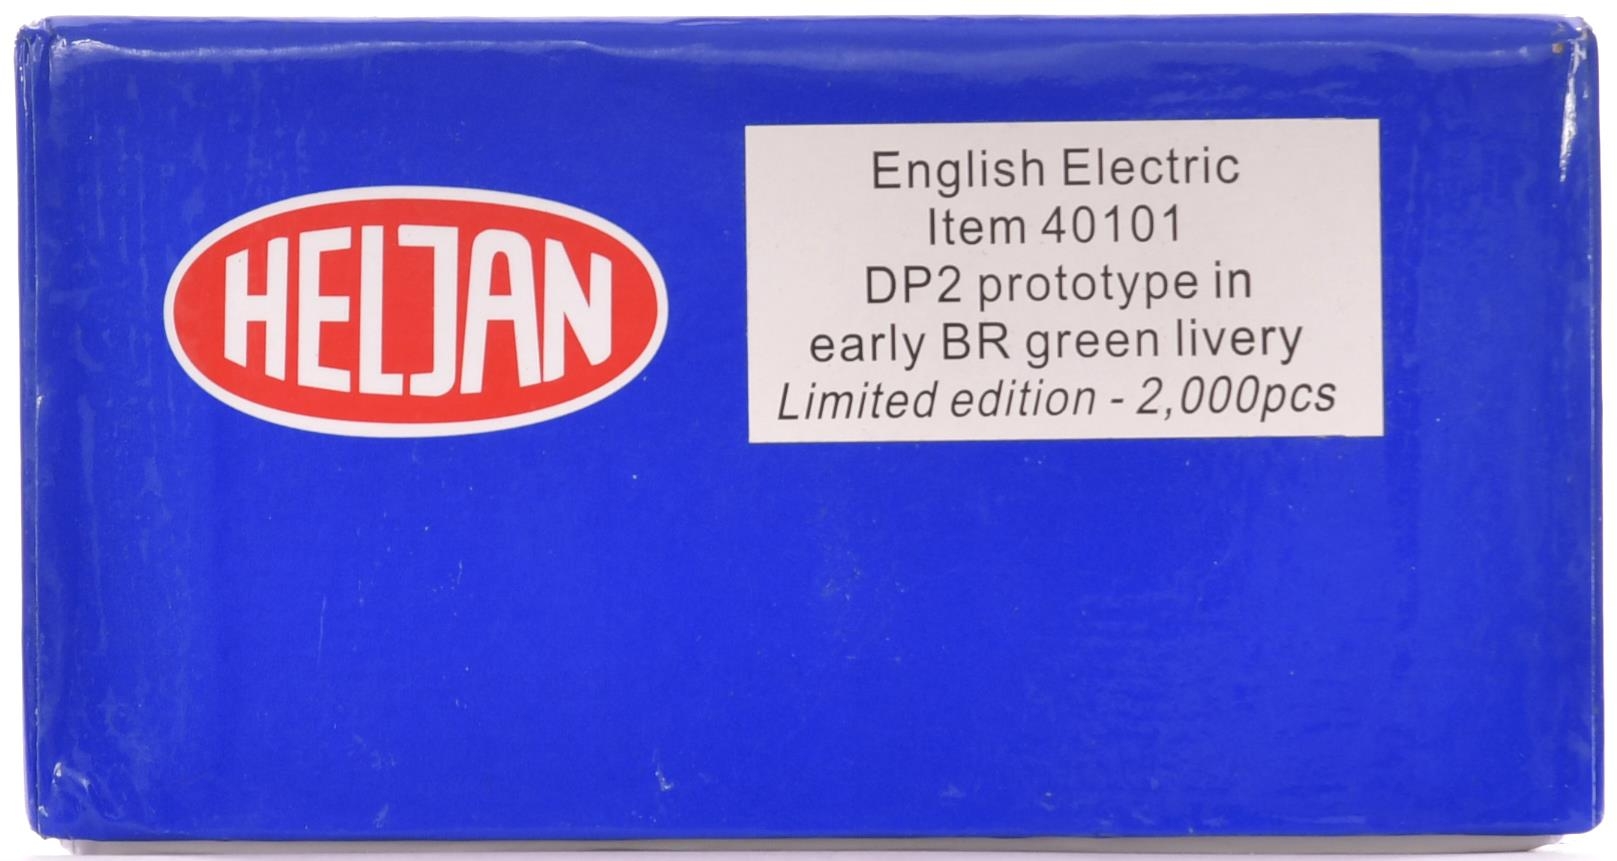 HELJAN
English Electric
Item 40101
DP2 prototype in
early BR green livery
Limited edition - 2,000pcs